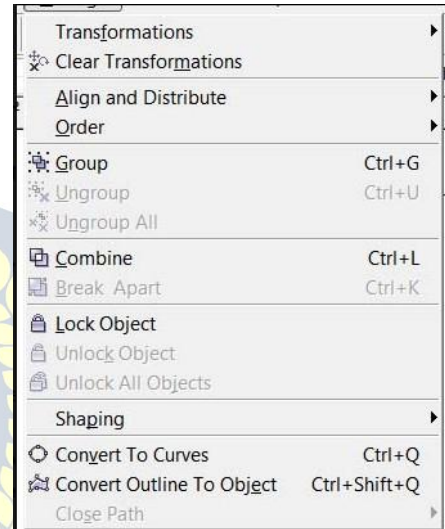 Transformations
Clear Transformations
Align and Distribute
Order
Group Ctrl+G
Ungroup Ctrl+U
Ungroup All
Combine Ctrl+L
Break Apart Ctrl+K
Lock Object
Unlock Object
Unlock All Objects
Shaping
Convert To Curves Ctrl+Q
Convert Outline To Object Ctrl+Shift+Q
Close Path